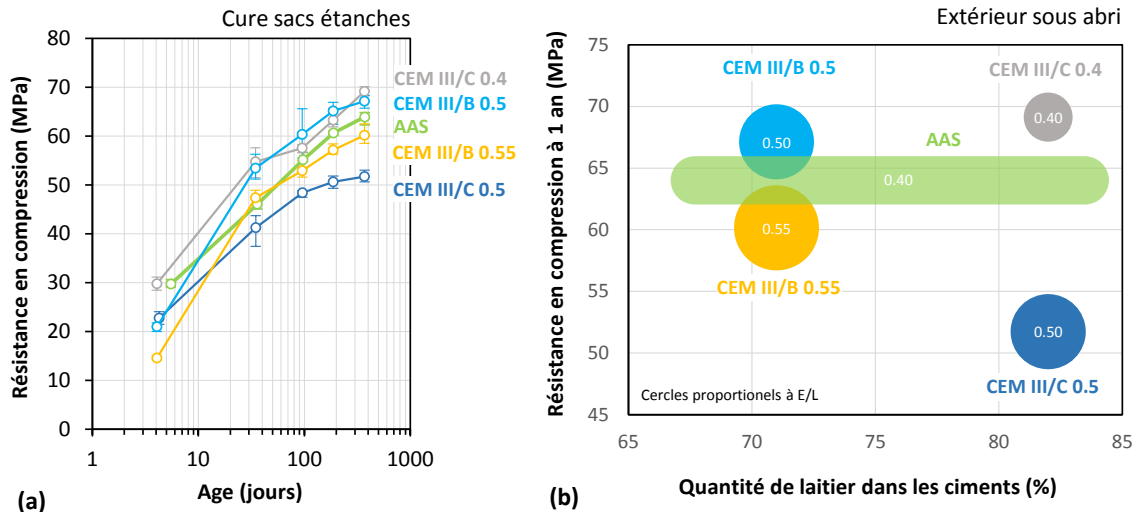 Cure sacs étanches
80
70
60
50
40
30
20
10
0
1
10
100
1000
Résistance en compression (MPa)
Age (jours)
CEM III/C 0.4
CEM III/B 0.5
AAS
CEM III/B 0.55
CEM III/C 0.5
(a)
Extérieur sous abri
75
70
65
60
55
50
45
65
70
75
80
85
Résistance en compression à 1 an (MPa)
CEM III/B 0.5
CEM III/C 0.4
0.40
0.50
AAS
0.40
0.55
CEM III/B 0.55
0.50
CEM III/C 0.5
Cercles proportionels à E/L
Quantité de laitier dans les ciments (%)
(b)